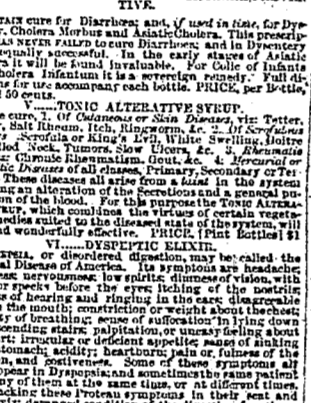 TIVE.
TAIN cure for Diarrhœa; and, if used in time, for Dys-
, Cholera Morbus and Asiatic Cholera. This prescrip-
AS NEVER FAILED to cure Diarrhoea; and in Dysentery
equally successful. In the early stages of Asiatic
ra it will be found invaluable. For Colic of Infants
holera Infantum it is a sovereign remedy. Full di-
ns for use accompany each bottle. PRICE, per Bottle,
50 cents.
V......TONIC ALTERATIVE SYRUP.
e cure, 1. Of Cutaneous or Skin Diseases, viz: Tetter,
, Salt Rheum, Itch, Ringworm, &c. 2. Of Scrofulous
Scrofula or King's Evil, White Swelling, Goitre
lled Neck, Tumors, Slow Ulcers, &c. 3. Rheumatic
: Chronic Rheumatism, Gout, &c. 4. Mercurial or
tic Diseases of all classes, Primary, Secondary or Ter-
These diseases all arise from a taint in the system
ng an alteration of the Secretions and a general
on of the blood. For this purpose the TONIC ALTERA-
RUP, which combines the virtues of certain vegeta-
medies suited to the diseased state of the system, will
nd wonderfully effective. PRICE, [Pint Bottles] $1
VI......DYSPEPTIC ELIXIR.
EPSIA, or disordered digestion, may be called the
al Disease of America. Its symptoms are headache;
ess; nervousness; low spirits; dimness of vision, with
or specks before the eyes; itching of the nostrils;
s of hearing and ringing in the ears; disagreeable
n the mouth; constriction or weight about the chest;
ty of breathing; sense of suffocation in lying down
cending stairs; palpitation, or uneasy feeling about
rt; irregular or deficient appetite; sense of sinking
stomach; acidity; heartburn; pain or fulness of the
n, and costiveness. Some of these symptoms all
ppear in Dyspepsia; and sometimes the same patient
ny of them at the same time, or at different times.
cking these Protean symptoms in their seat and